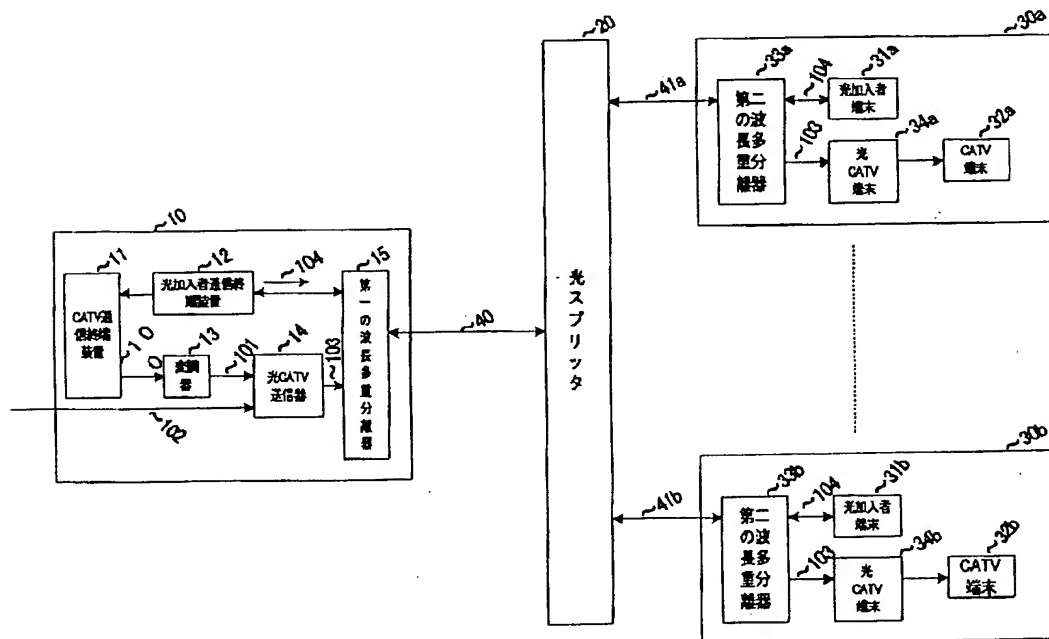 ~10
~11
CATV通
信終端
装置
~12
光加入者通信終
端装置
104
~13
変調
器
100
~101
~14
光CATV
送信器
~103
~15
第一の波長多重分離器
~102
~40
~20
光スプリッタ
~41a
~41b
~30a
~33a
第二
の波
長多
重分
離器
~104
~31a
光加入者
端末
~103
~34a
光
CATV
端末
~32a
CATV
端末
~30b
~33b
第二
の波
長多
重分
離器
~104
~31b
光加入者
端末
~103
~34b
光
CATV
端末
~32b
CATV
端末